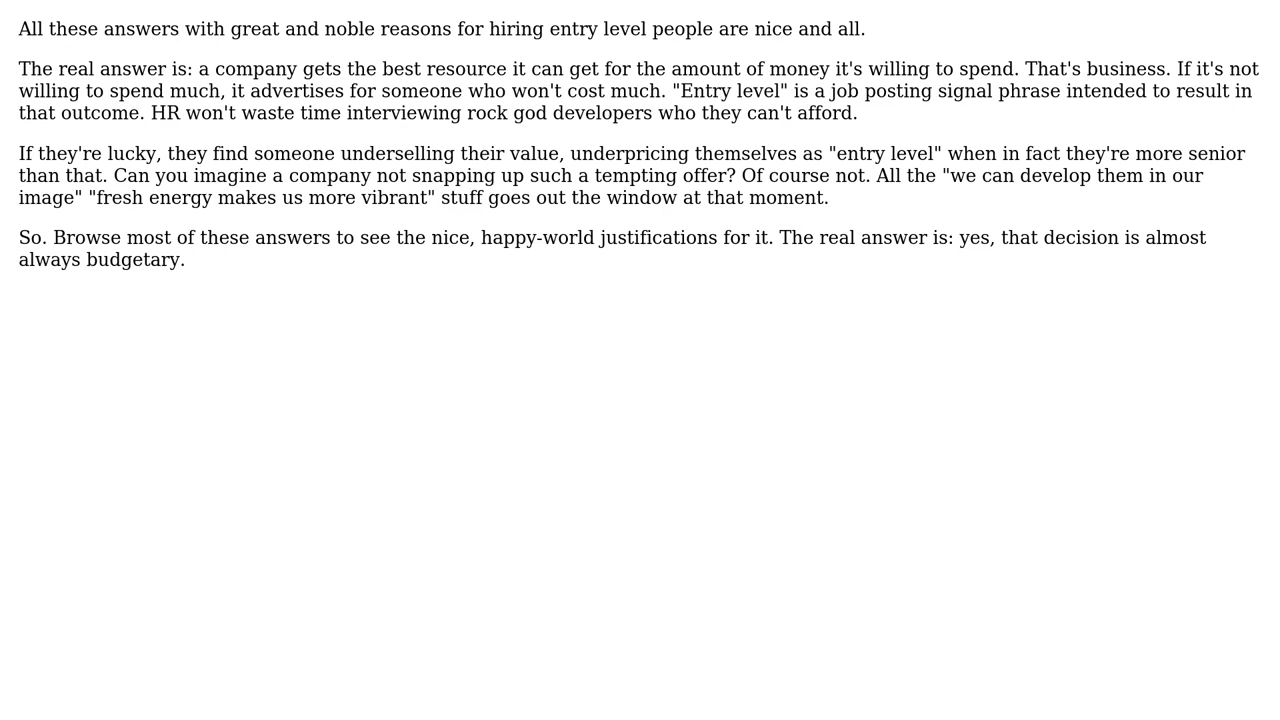 All these answers with great and noble reasons for hiring entry level people are nice and all.
The real answer is: a company gets the best resource it can get for the amount of money it's willing to spend. That's business. If it's not
willing to spend much, it advertises for someone who won't cost much. "Entry level" is a job posting signal phrase intended to result in
that outcome. HR won't waste time interviewing rock god developers who they can't afford.
If they're lucky, they find someone underselling their value, underpricing themselves as "entry level" when in fact they're more senior
than that. Can you imagine a company not snapping up such a tempting offer? Of course not. All the "we can develop them in our
image" "fresh energy makes us more vibrant" stuff goes out the window at that moment.
So. Browse most of these answers to see the nice, happy-world justifications for it. The real answer is: yes, that decision is almost
always budgetary.